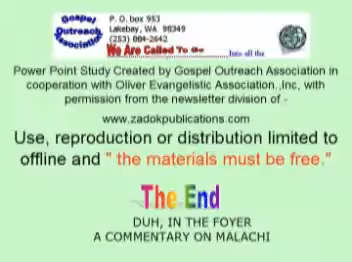 Gospel
Outreach
Association
P. O. box 953
Lakebay, WA 98349
(253) 884-2642
We Are Called To Go
Into all the
Power Point Study Created by Gospel Outreach Association in
cooperation with Oliver Evangelistic Association.,Inc, with
permission from the newsletter division of -
www.zadokpublications.com
Use, reproduction or distribution limited to
offline and " the materials must be free."
The End
DUH, IN THE FOYER
A COMMENTARY ON MALACHI